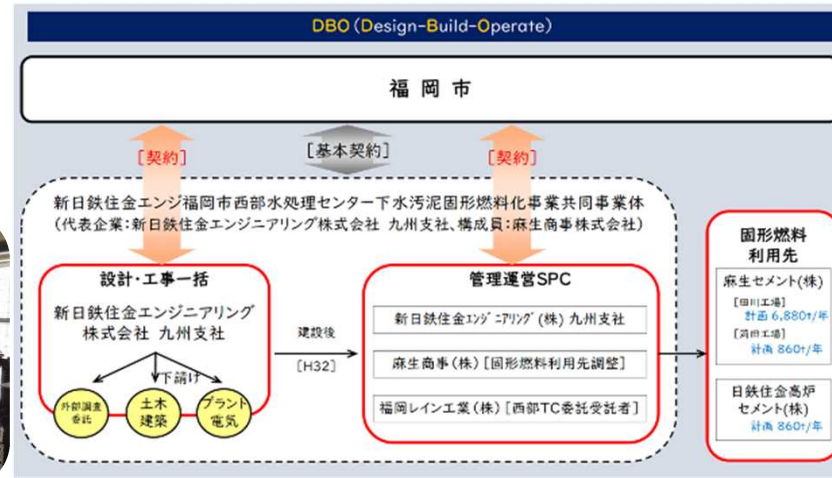 DBO(Design-Build-Operate)
福岡市
[契約]
[基本契約]
[契約]
新日鉄住金エンジ福岡市西部水処理センター下水汚泥固形燃料化事業共同事業体
(代表企業:新日鉄住金エンジニアリング株式会社 九州支社、構成員:麻生商事株式会社)
設計・工事一括
新日鉄住金エンジニアリング
株式会社 九州支社
下請け
外部調査
委託
土木
建築
プラント
電気
建設後
[H32]
管理運営SPC
新日鉄住金エンジニアリング(株) 九州支社
麻生商事(株)[固形燃料利用先調整]
福岡レイン工業(株)[西部TC委託受託者]
固形燃料
利用先
麻生セメント(株)
[田川工場]
計画 6,880t/年
[苅田工場]
計画 860t/年
日鉄住金高炉
セメント(株)
計画 860t/年